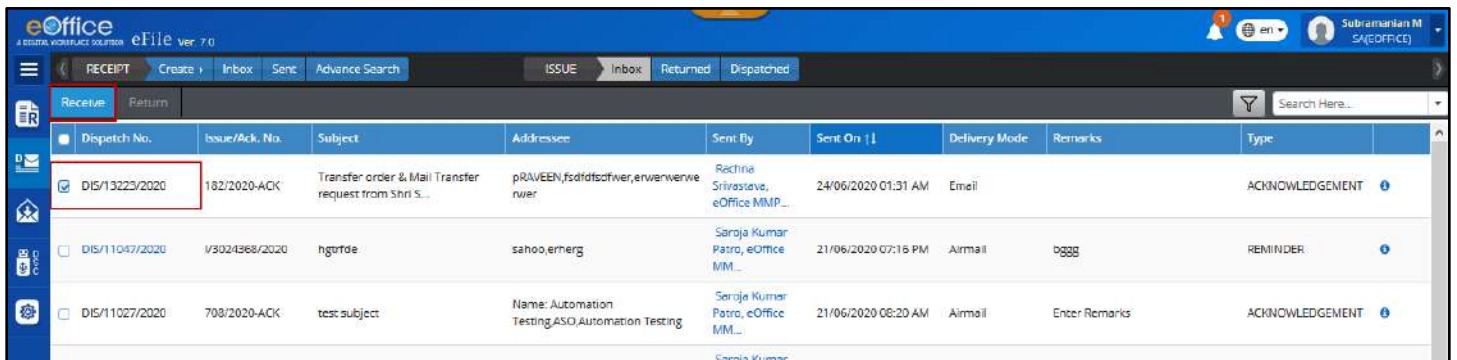 eOffice
A DIGITAL WORKPLACE SOLUTION eFile ver. 7.0
1
en
Subramanian M
SA(EOFFICE)
RECEIPT Create Inbox Sent Advance Search ISSUE Inbox Returned Dispatched
Receive Return Search Here...
Dispatch No. Issue/Ack. No. Subject Addressee Sent By Sent On Delivery Mode Remarks Type
DIS/13223/2020 182/2020-ACK Transfer order & Mail Transfer request from Shri S... pRAVEEN,fsdfdfsdfwer,erwerwerwe rwer Rachna Srivastava, eOffice MMP... 24/06/2020 01:31 AM Email ACKNOWLEDGEMENT
DIS/11047/2020 I/3024368/2020 hgtrfde sahoo,erherg Saroja Kumar Patro, eOffice MM... 21/06/2020 07:16 PM Airmail bggg REMINDER
DIS/11027/2020 708/2020-ACK test subject Name: Automation Testing,ASO,Automation Testing Saroja Kumar Patro, eOffice MM... 21/06/2020 08:20 AM Airmail Enter Remarks ACKNOWLEDGEMENT
Saroja Kumar
DSC